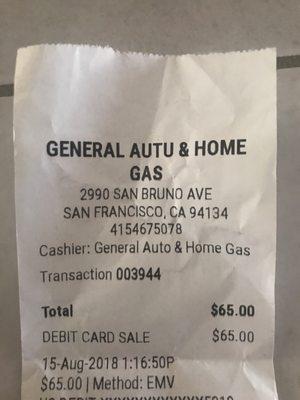 GENERAL AUTU & HOME
GAS
2990 SAN BRUNO AVE
SAN FRANCISCO, CA 94134
4154675078
Cashier: General Auto & Home Gas
Transaction 003944
Total $65.00
DEBIT CARD SALE $65.00
15-Aug-2018 1:16:50P
$65.00 | Method: EMV